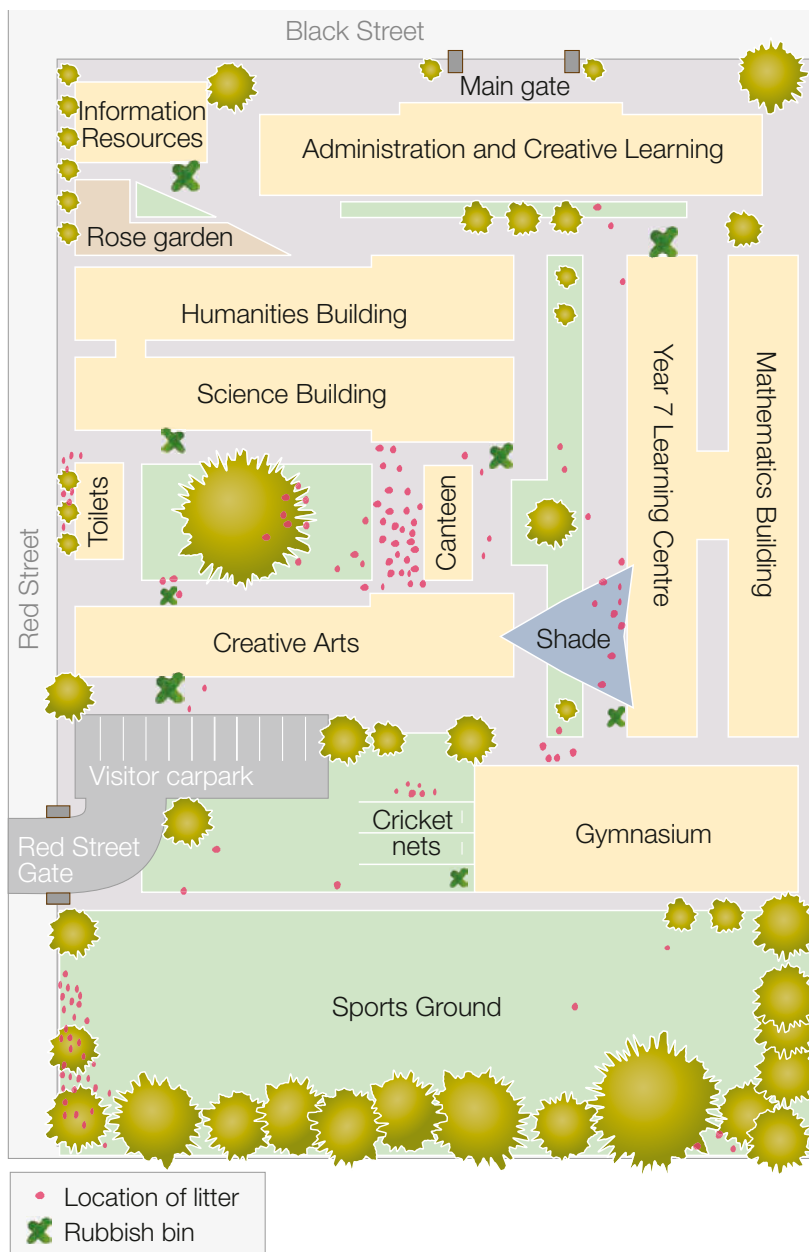 Black Street
Main gate
Information
Resources
Administration and Creative Learning
Rose garden
Humanities Building
Science Building
Year 7 Learning Centre
Mathematics Building
Toilets
Canteen
Red Street
Creative Arts
Shade
Visitor carpark
Cricket
nets
Gymnasium
Red Street
Gate
Sports Ground
Location of litter
Rubbish bin